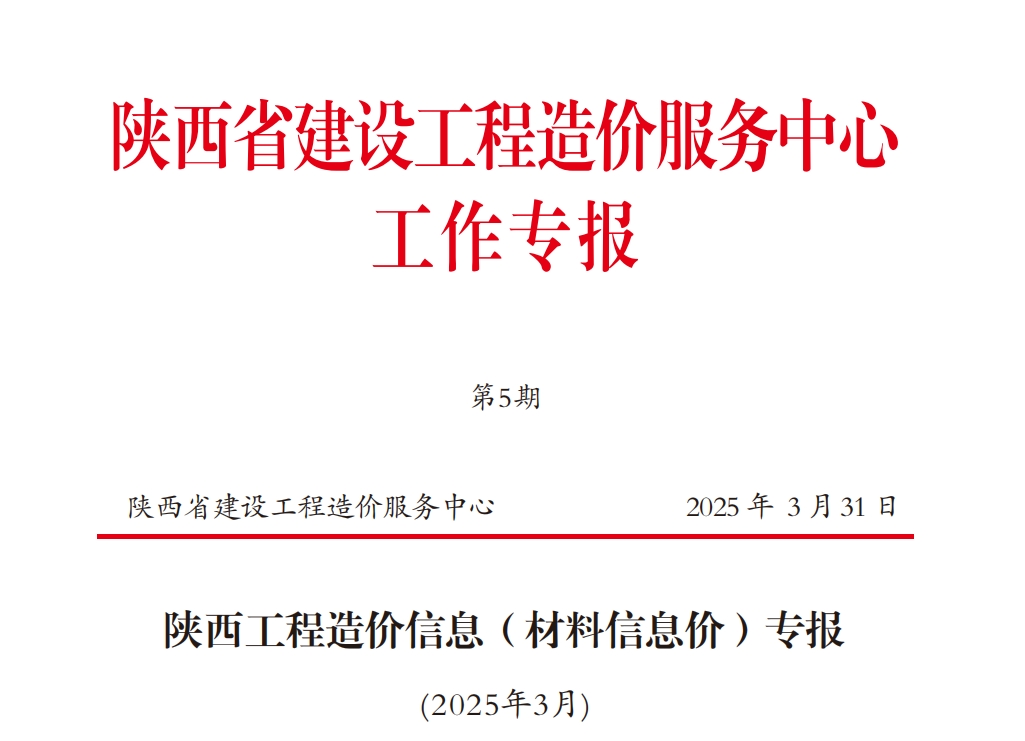 陕西省建设工程造价服务中心
工作专报
第5期
陕西省建设工程造价服务中心 2025 年 3 月 31 日
陕西工程造价信息（材料信息价）专报
(2025年3月)